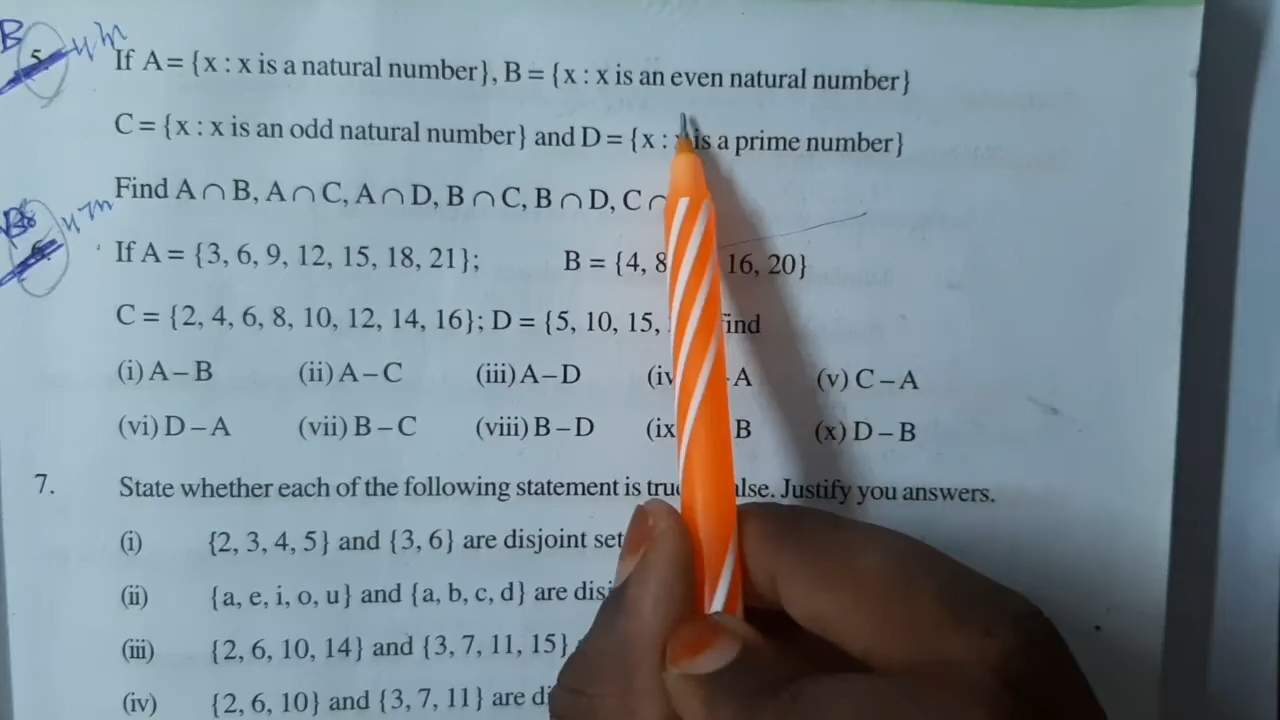 B
5. 4m
If A = {x : x is a natural number}, B = {x : x is an even natural number}
C = {x : x is an odd natural number} and D = {x : x is a prime number}
Find A ∩ B, A ∩ C, A ∩ D, B ∩ C, B ∩ D, C ∩
6. 4m
If A = {3, 6, 9, 12, 15, 18, 21}; B = {4, 8 16, 20}
C = {2, 4, 6, 8, 10, 12, 14, 16}; D = {5, 10, 15, find
(i) A – B (ii) A – C (iii) A – D (iv – A (v) C – A
(vi) D – A (vii) B – C (viii) B – D (ix B (x) D – B
7. State whether each of the following statement is true false. Justify you answers.
(i) {2, 3, 4, 5} and {3, 6} are disjoint set
(ii) {a, e, i, o, u} and {a, b, c, d} are
(iii) {2, 6, 10, 14} and {3, 7, 11, 15}
(iv) {2, 6, 10} and {3, 7, 11} are